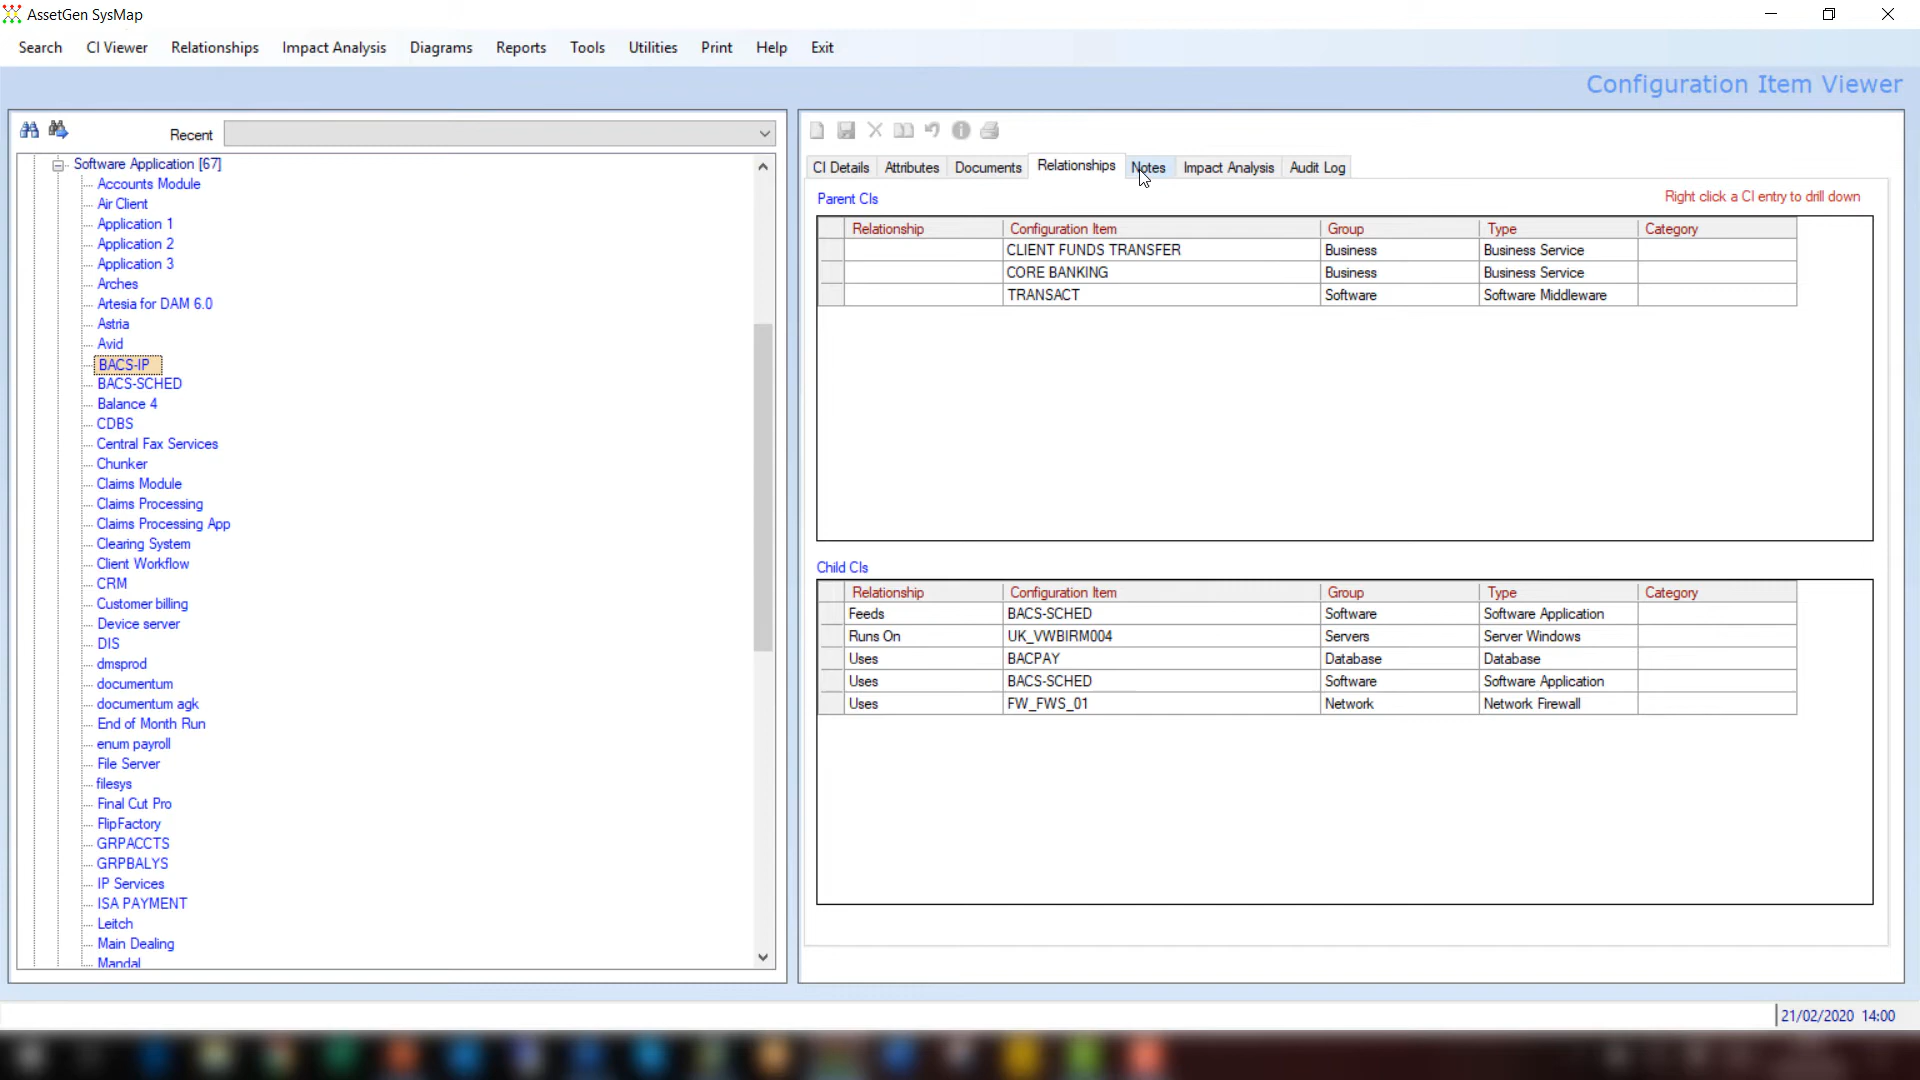 AssetGen SysMap
Search CI Viewer Relationships Impact Analysis Diagrams Reports Tools Utilities Print Help Exit
Configuration Item Viewer
Recent
Software Application [67]
Accounts Module
Air Client
Application 1
Application 2
Application 3
Arches
Artesia for DAM 6.0
Astria
Avid
BACS-IP
BACS-SCHED
Balance 4
CDBS
Central Fax Services
Chunker
Claims Module
Claims Processing
Claims Processing App
Clearing System
Client Workflow
CRM
Customer billing
Device server
DIS
dmsprod
documentum
documentum agk
End of Month Run
enum payroll
File Server
filesys
Final Cut Pro
FlipFactory
GRPACCTS
GRPBALYS
IP Services
ISA PAYMENT
Leitch
Main Dealing
Mandal
CI Details Attributes Documents Relationships Notes Impact Analysis Audit Log
Parent CIs Right click a CI entry to drill down
Relationship Configuration Item Group Type Category
CLIENT FUNDS TRANSFER Business Business Service
CORE BANKING Business Business Service
TRANSACT Software Software Middleware
Child CIs
Relationship Configuration Item Group Type Category
Feeds BACS-SCHED Software Software Application
Runs On UK_VWBIRM004 Servers Server Windows
Uses BACPAY Database Database
Uses BACS-SCHED Software Software Application
Uses FW_FWS_01 Network Network Firewall
21/02/2020 14:00